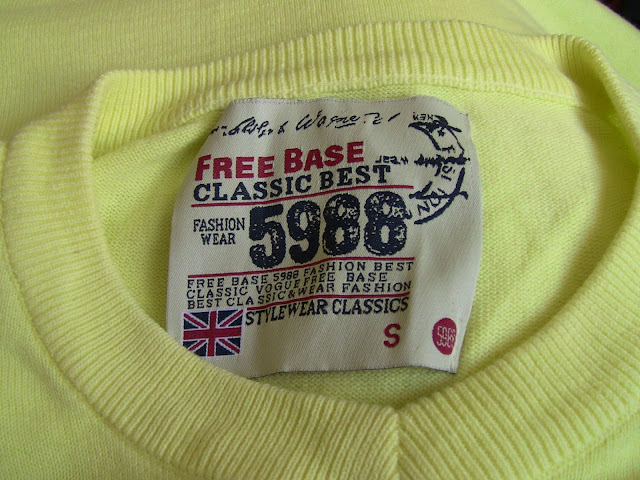 FREE BASE
CLASSIC BEST
FASHION
WEAR
5988
FREE BASE 5988 FASHION BEST
CLASSIC VOGUE FREE BASE
BEST CLASSIC & WEAR FASHION
STYLEWEAR CLASSICS
S
5988